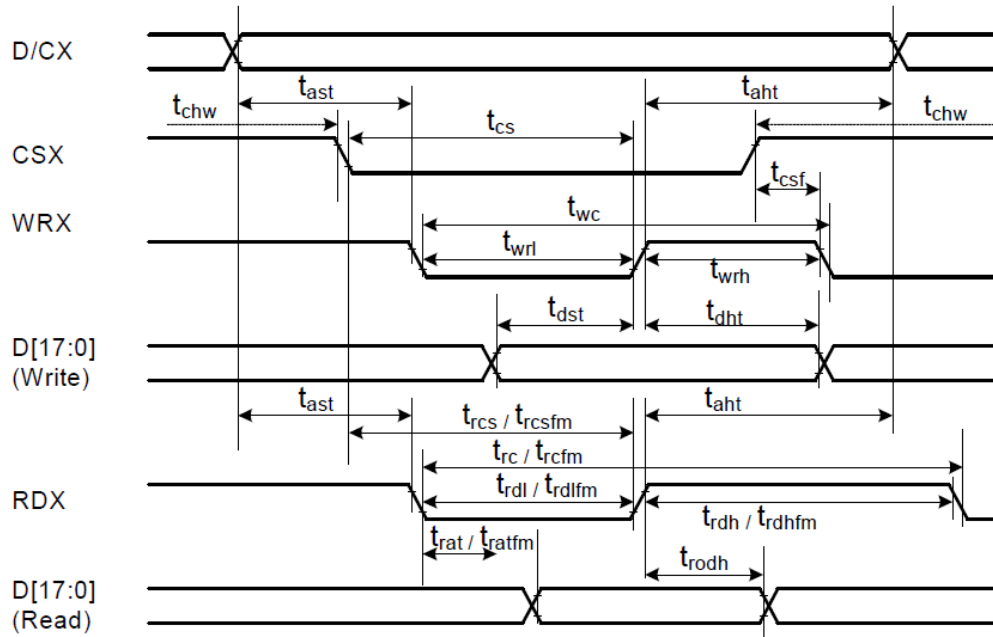 D/CX
t_ast
t_aht
t_chw
t_cs
t_chw
CSX
t_csf
WRX
t_wc
t_wrl
t_wrh
t_dst
t_dht
D[17:0]
(Write)
t_ast
t_aht
t_rcs / t_rcsfm
t_rc / t_rcfm
RDX
t_rdl / t_rdlfm
t_rdh / t_rdhfm
t_rat / t_ratfm
t_rodh
D[17:0]
(Read)